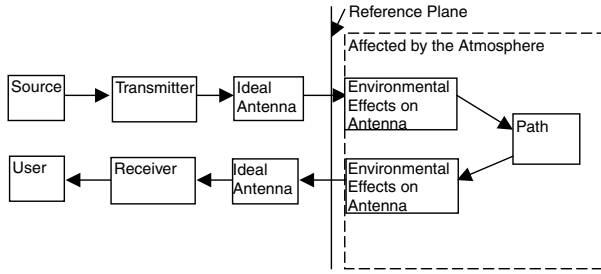 Reference Plane
Affected by the Atmosphere
Source
Transmitter
Ideal
Antenna
Environmental
Effects on
Antenna
Path
User
Receiver
Ideal
Antenna
Environmental
Effects on
Antenna